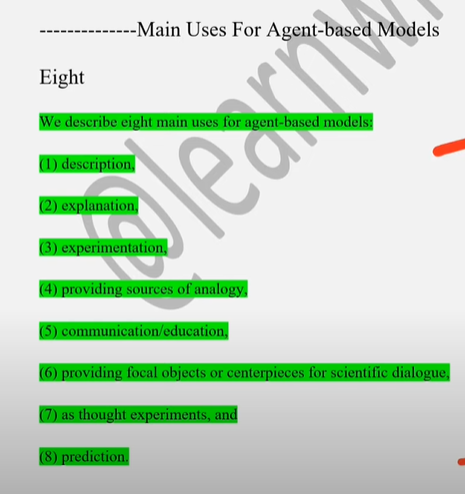 --------------Main Uses For Agent-based Models
Eight
We describe eight main uses for agent-based models:
(1) description,
(2) explanation,
(3) experimentation,
(4) providing sources of analogy,
(5) communication/education,
(6) providing focal objects or centerpieces for scientific dialogue,
(7) as thought experiments, and
(8) prediction.
@learnw